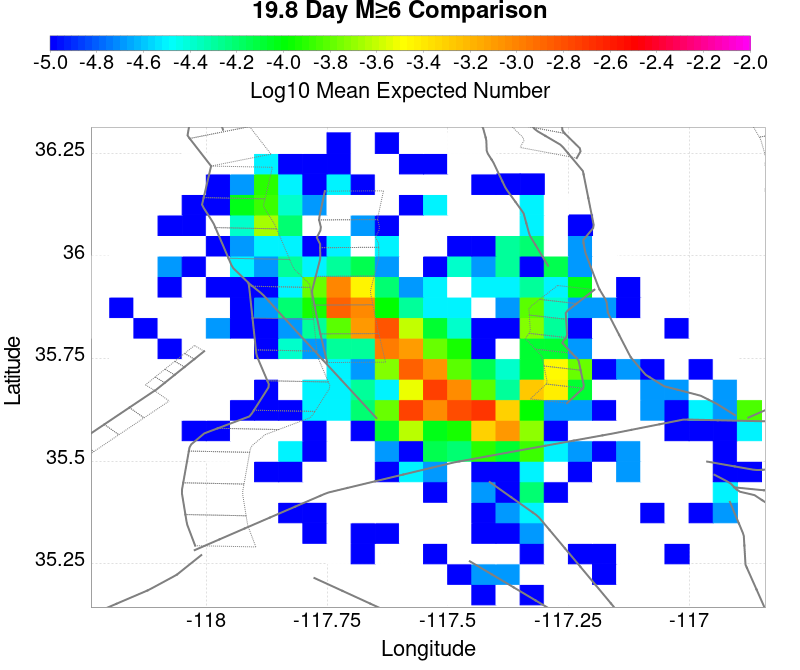 19.8 Day M≥6 Comparison
-5.0 -4.8 -4.6 -4.4 -4.2 -4.0 -3.8 -3.6 -3.4 -3.2 -3.0 -2.8 -2.6 -2.4 -2.2 -2.0
Log10 Mean Expected Number
36.25
36
35.75
35.5
35.25
Latitude
-118 -117.75 -117.5 -117.25 -117
Longitude